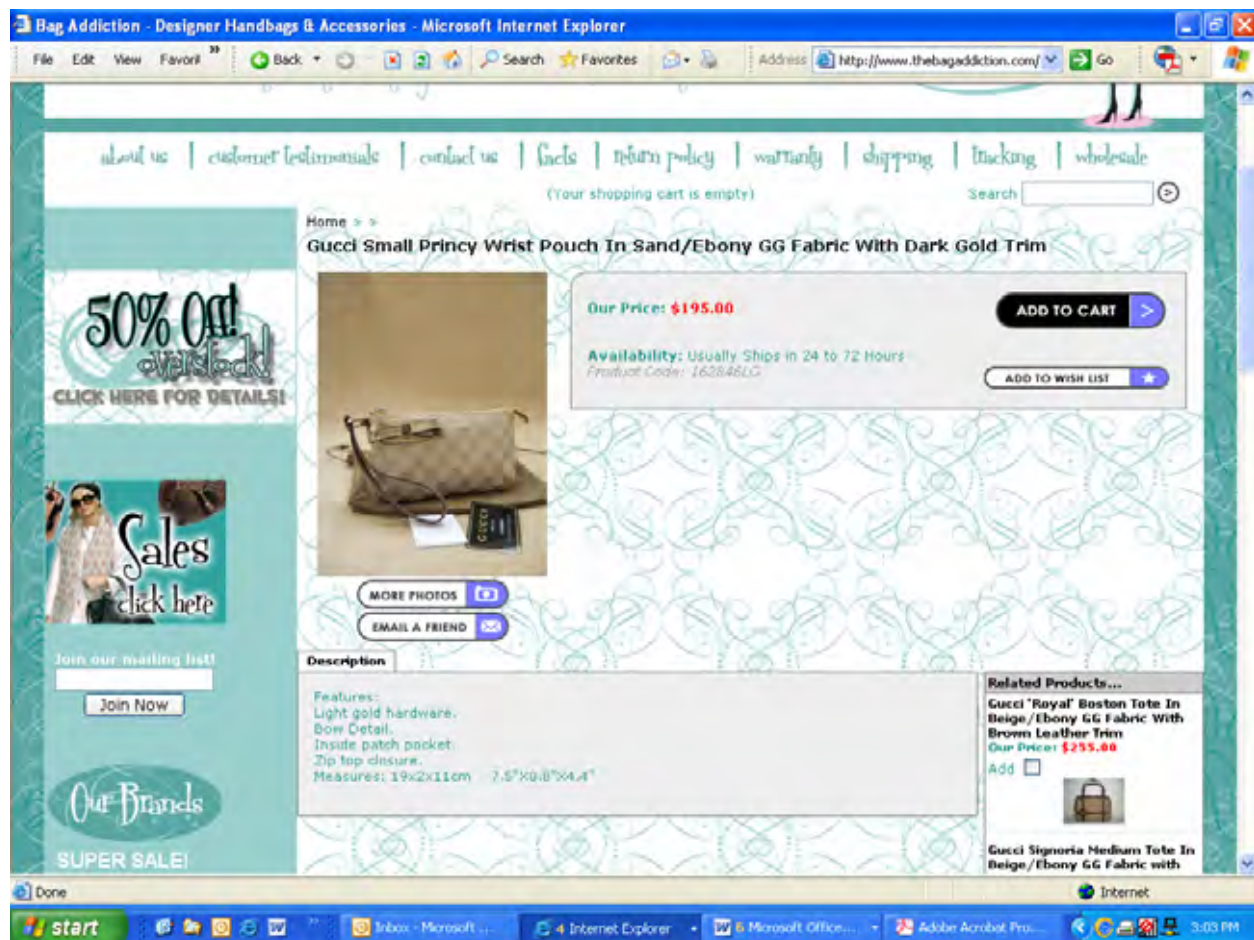 Bag Addiction - Designer Handbags & Accessories - Microsoft Internet Explorer
File Edit View Favori » Back Search Favorites Address http://www.thebagaddiction.com/ Go
about us | customer testimonials | contact us | facts | return policy | warranty | shipping | tracking | wholesale
(Your shopping cart is empty) Search
Home > >
Gucci Small Princy Wrist Pouch In Sand/Ebony GG Fabric With Dark Gold Trim
50% Off!
overstock!
CLICK HERE FOR DETAILS!
Our Price: $195.00
ADD TO CART >
Availability: Usually Ships in 24 to 72 Hours
Product Code: 162846LG
ADD TO WISH LIST
GUCCI
Sales
click here
MORE PHOTOS
EMAIL A FRIEND
Join our mailing list!
Join Now
Description
Features:
Light gold hardware.
Bow Detail.
Inside patch pocket.
Zip top closure.
Measures: 19x2x11cm 7.5"X0.8"X4.4"
Related Products...
Gucci 'Royal' Boston Tote In
Beige/Ebony GG Fabric With
Brown Leather Trim
Our Price: $255.00
Add
Gucci Signoria Medium Tote In
Beige/Ebony GG Fabric with
Our Brands
SUPER SALE!
Done Internet
start » Inbox - Microsoft ... 4 Internet Explorer 6 Microsoft Office... Adobe Acrobat Pro... 3:03 PM